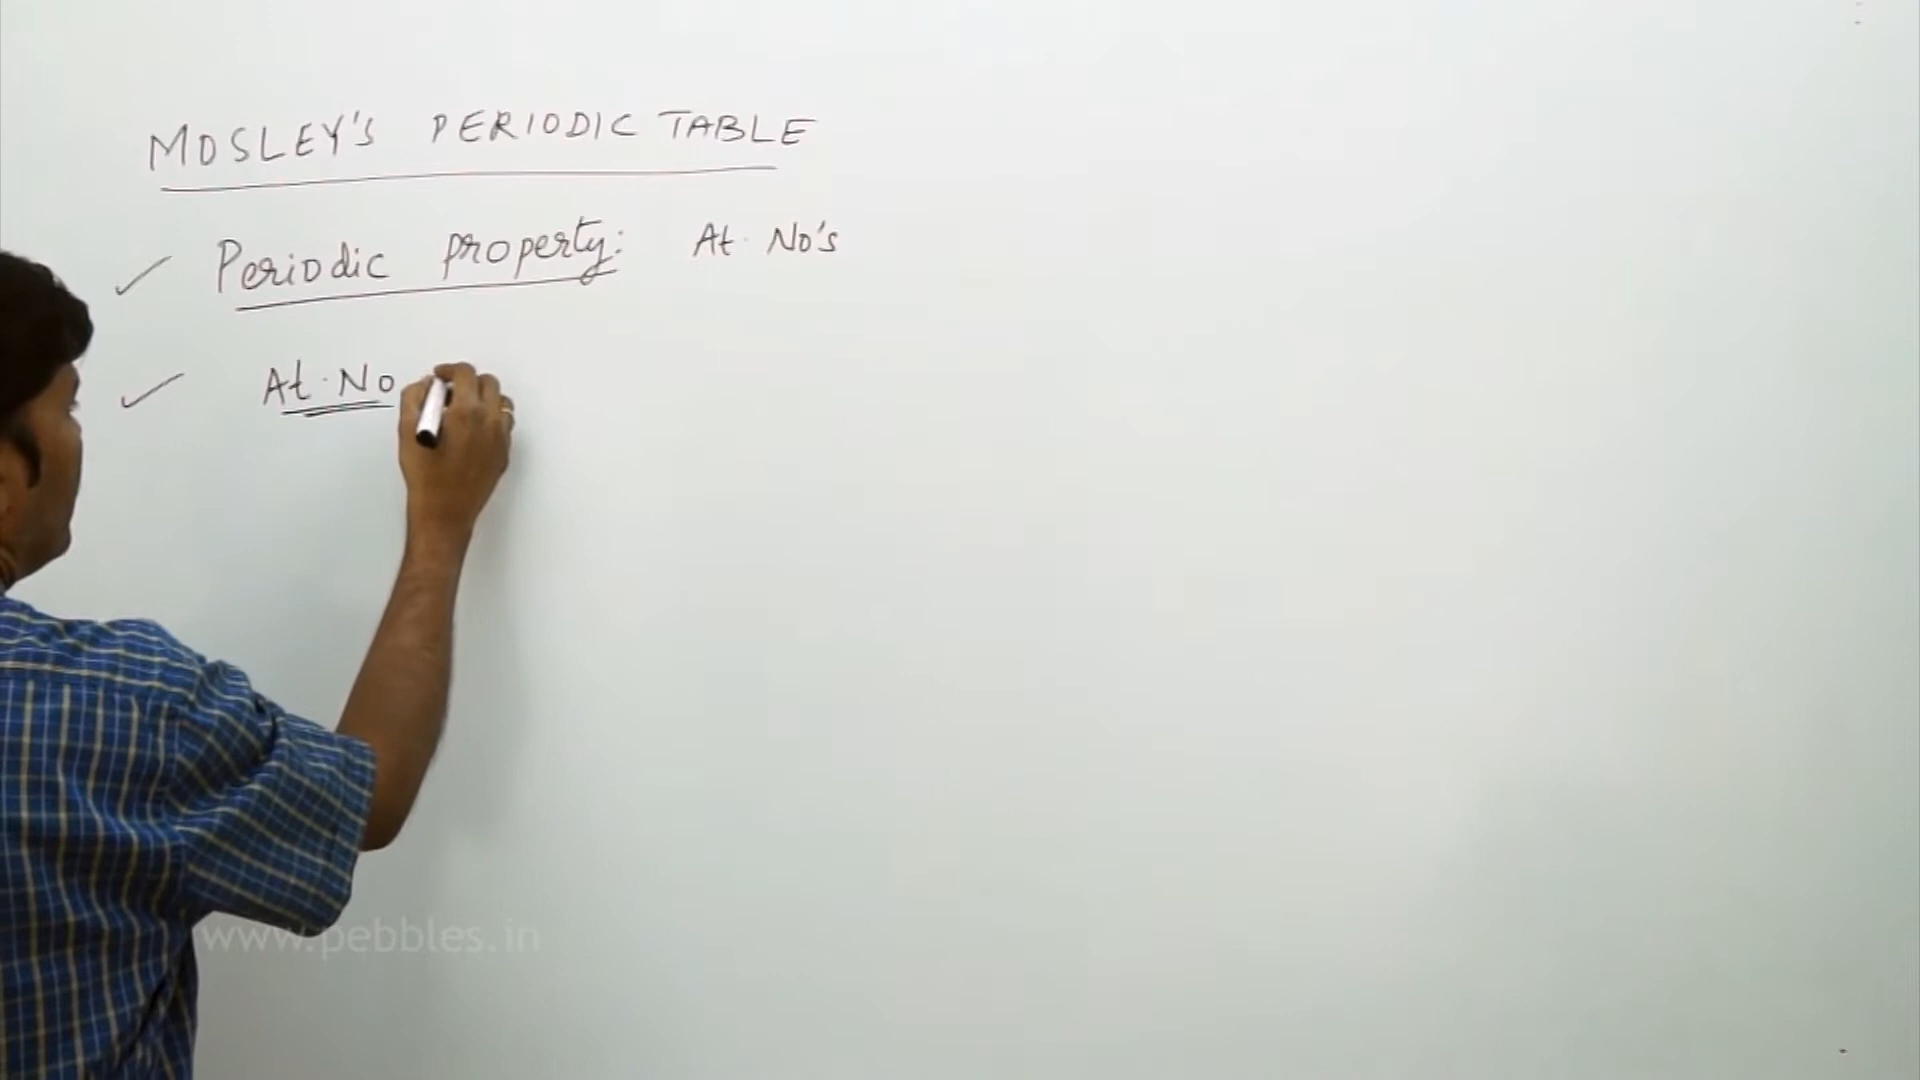 MOSLEY'S PERIODIC TABLE
✓ Periodic property: At. No's
✓ At. No
www.pebbles.in